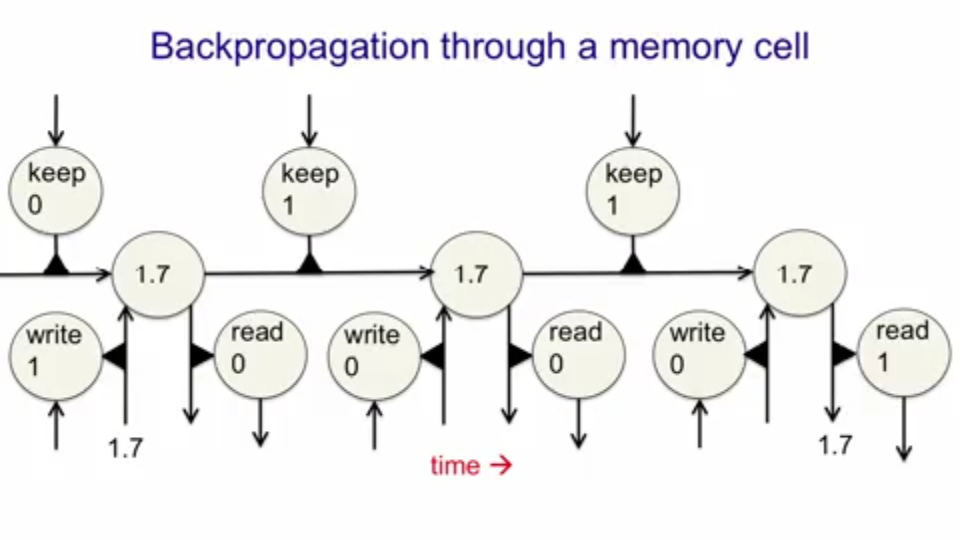 Backpropagation through a memory cell
keep
0
keep
1
keep
1
1.7
1.7
1.7
write
1
read
0
write
0
read
0
write
0
read
1
1.7
1.7
time →